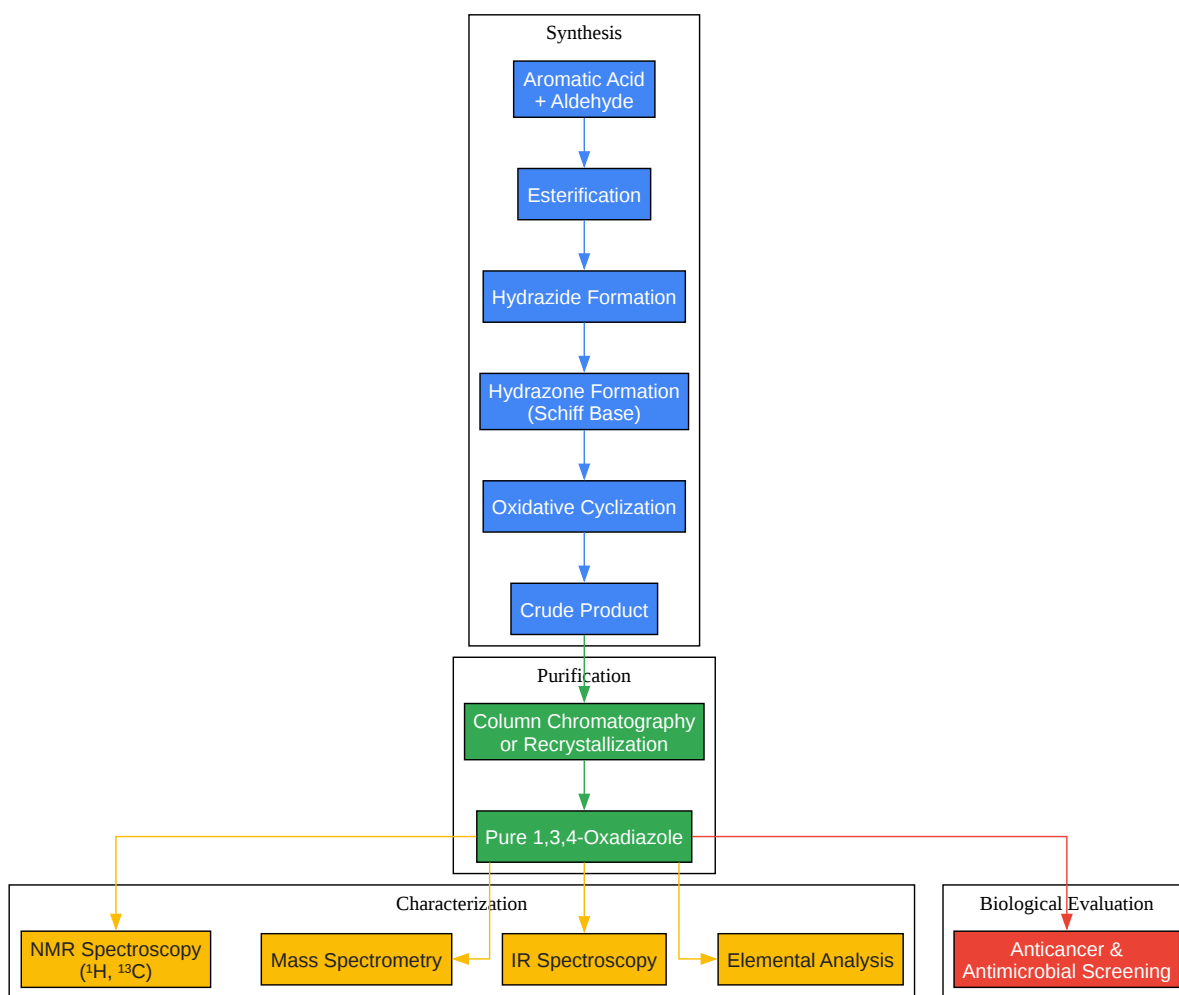 Synthesis
Aromatic Acid
+ Aldehyde
Esterification
Hydrazide Formation
Hydrazone Formation
(Schiff Base)
Oxidative Cyclization
Crude Product
Purification
Column Chromatography
or Recrystallization
Pure 1,3,4-Oxadiazole
Characterization
NMR Spectroscopy
(¹H, ¹³C)
Mass Spectrometry
IR Spectroscopy
Elemental Analysis
Biological Evaluation
Anticancer &
Antimicrobial Screening